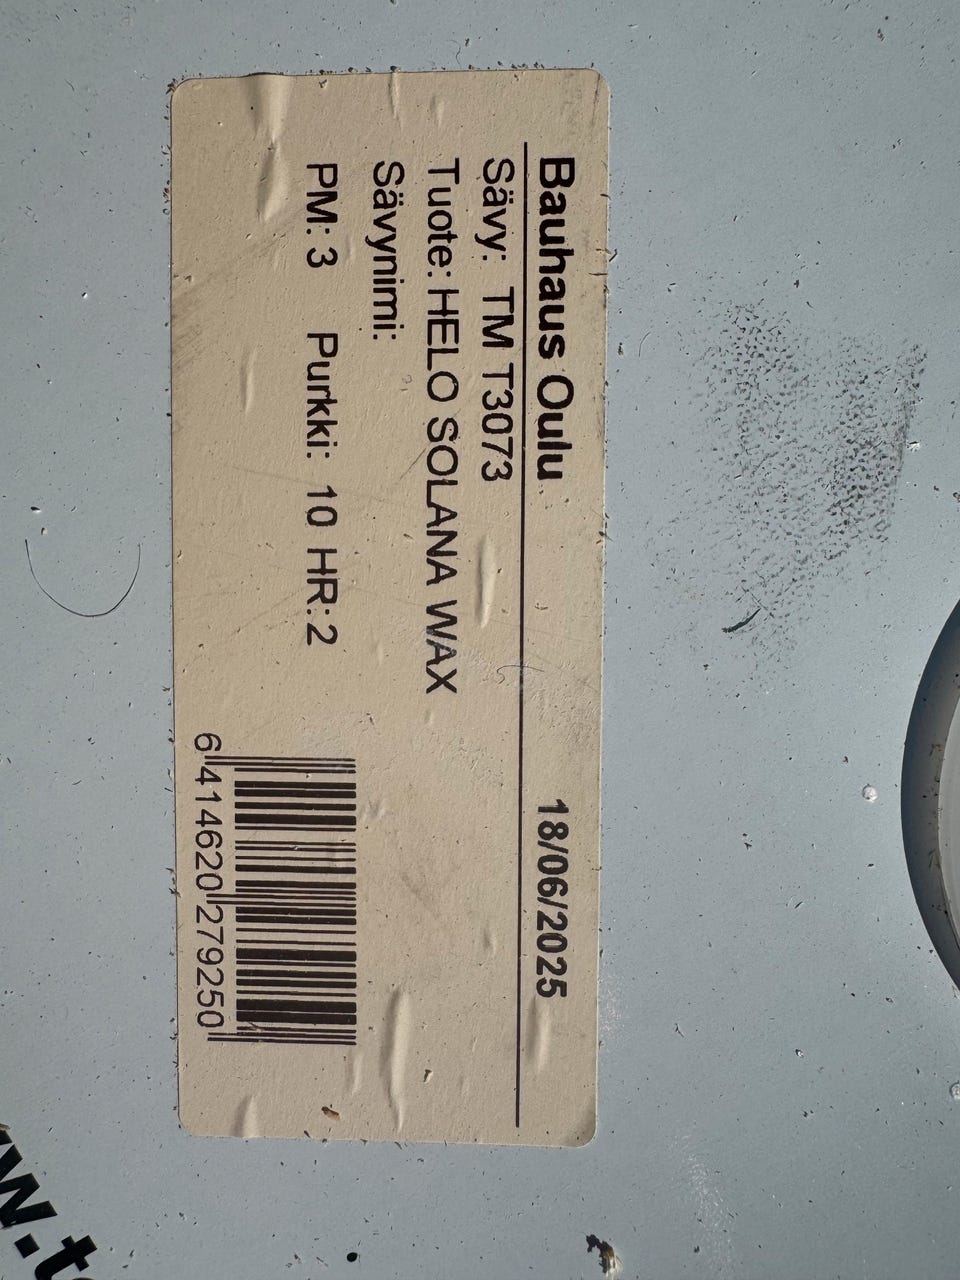 Bauhaus Oulu 18/06/2025
Sävy: TM T3073
Tuote: HELO SOLANA WAX
Sävynimi:
PM: 3 Purkki: 10 HR:2
6 414620 279250
w.t